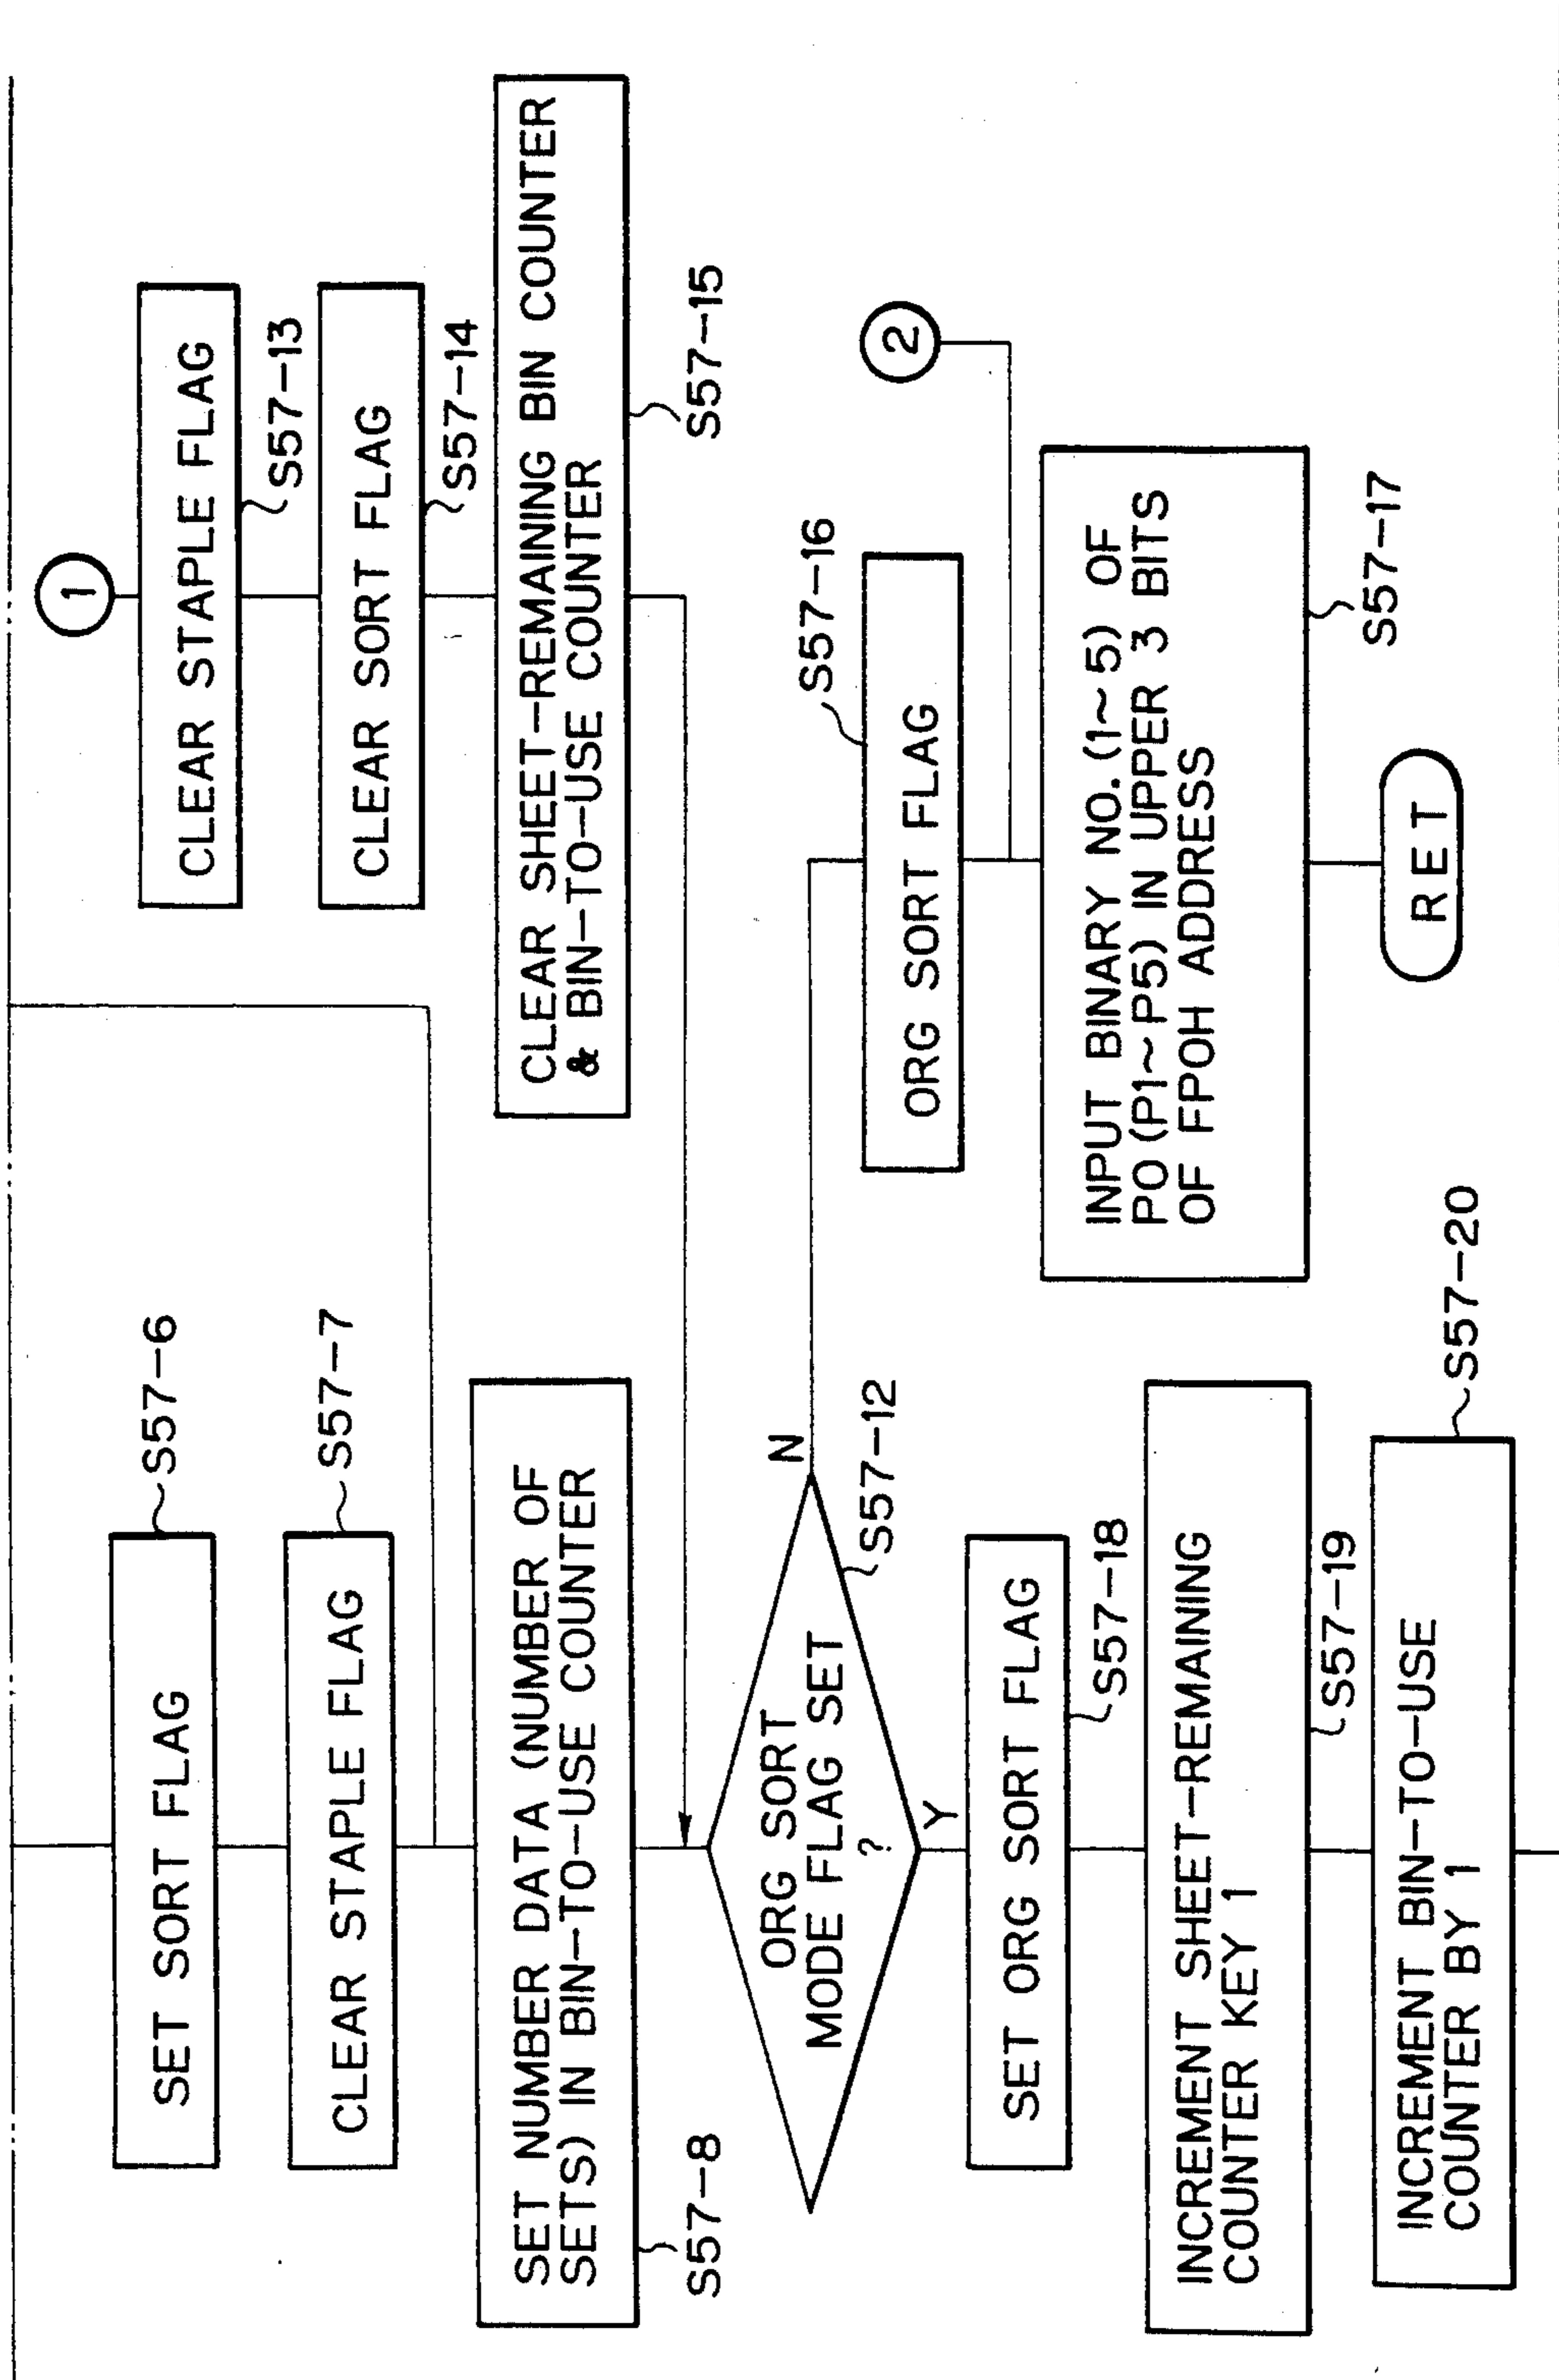 SET SORT FLAG
S57-6
CLEAR STAPLE FLAG
S57-7
SET NUMBER DATA (NUMBER OF
SETS) IN BIN-TO-USE COUNTER
S57-8
ORG SORT
MODE FLAG SET
?
N
Y
S57-12
SET ORG SORT FLAG
S57-18
INCREMENT SHEET-REMAINING
COUNTER KEY 1
S57-19
INCREMENT BIN-TO-USE
COUNTER BY 1
S57-20
1
CLEAR STAPLE FLAG
S57-13
CLEAR SORT FLAG
S57-14
CLEAR SHEET-REMAINING BIN COUNTER
& BIN-TO-USE COUNTER
S57-15
ORG SORT FLAG
S57-16
2
INPUT BINARY NO.(1~5) OF
PO(P1~P5) IN UPPER 3 BITS
OF FPOH ADDRESS
S57-17
RET